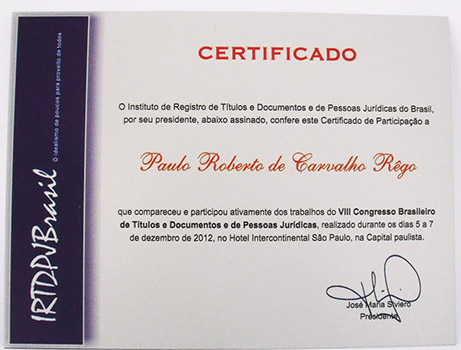 CERTIFICADO
O Instituto de Registro de Títulos e Documentos e de Pessoas Jurídicas do Brasil,
por seu presidente, abaixo assinado, confere este Certificado de Participação a
Paulo Roberto de Carvalho Rêgo
que compareceu e participou ativamente dos trabalhos do VIII Congresso Brasileiro
de Títulos e Documentos e de Pessoas Jurídicas, realizado durante os dias 5 a 7
de dezembro de 2012, no Hotel Intercontinental São Paulo, na Capital paulista.
José Maria Siviero
Presidente
IRTDPJBrasil
O idealismo de poucos para proveito de todos